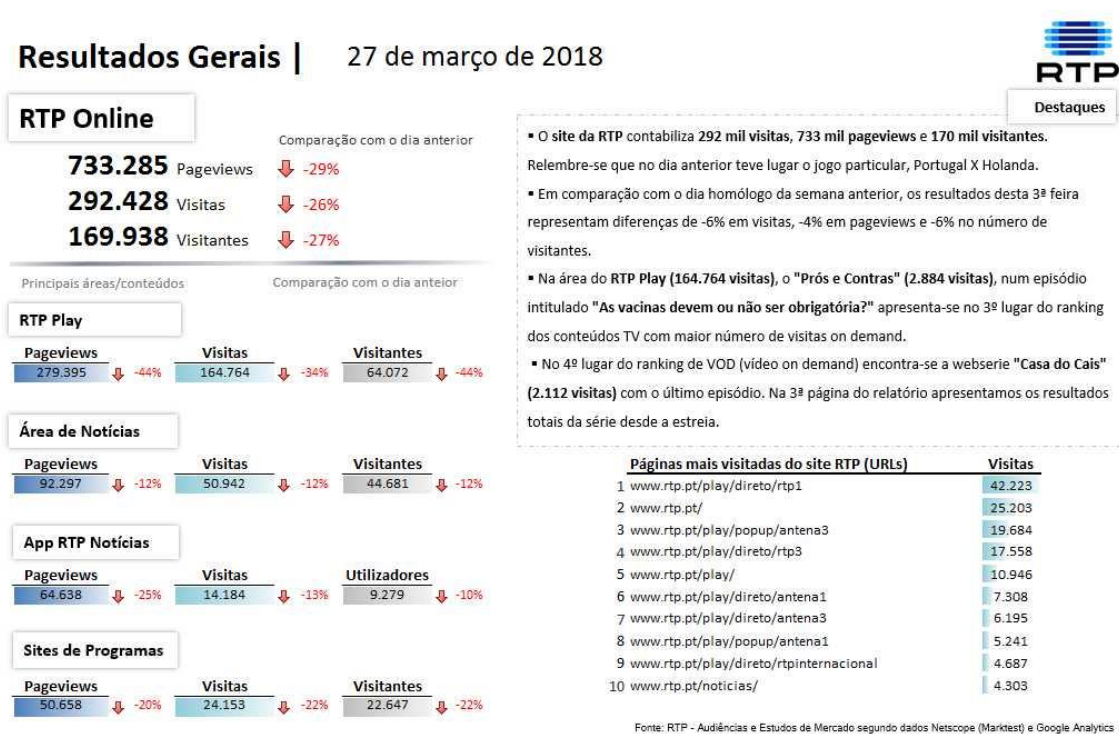 Resultados Gerais | 27 de março de 2018
RTP
RTP Online
Comparação com o dia anterior
733.285 Pageviews -29%
292.428 Visitas -26%
169.938 Visitantes -27%
Principais áreas/conteúdos Comparação com o dia anteior
RTP Play
Pageviews Visitas Visitantes
279.395 -44% 164.764 -34% 64.072 -44%
Área de Notícias
Pageviews Visitas Visitantes
92.297 -12% 50.942 -12% 44.681 -12%
App RTP Notícias
Pageviews Visitas Utilizadores
64.638 -25% 14.184 -13% 9.279 -10%
Sites de Programas
Pageviews Visitas Visitantes
50.658 -20% 24.153 -22% 22.647 -22%
Destaques
▪ O site da RTP contabiliza 292 mil visitas, 733 mil pageviews e 170 mil visitantes.
Relembre-se que no dia anterior teve lugar o jogo particular, Portugal X Holanda.
▪ Em comparação com o dia homólogo da semana anterior, os resultados desta 3ª feira
representam diferenças de -6% em visitas, -4% em pageviews e -6% no número de
visitantes.
▪ Na área do RTP Play (164.764 visitas), o "Prós e Contras" (2.884 visitas), num episódio
intitulado "As vacinas devem ou não ser obrigatória?" apresenta-se no 3º lugar do ranking
dos conteúdos TV com maior número de visitas on demand.
▪ No 4º lugar do ranking de VOD (vídeo on demand) encontra-se a webserie "Casa do Cais"
(2.112 visitas) com o último episódio. Na 3ª página do relatório apresentamos os resultados
totais da série desde a estreia.
Páginas mais visitadas do site RTP (URLs) Visitas
1 www.rtp.pt/play/direto/rtp1 42.223
2 www.rtp.pt/ 25.203
3 www.rtp.pt/play/popup/antena3 19.684
4 www.rtp.pt/play/direto/rtp3 17.558
5 www.rtp.pt/play/ 10.946
6 www.rtp.pt/play/direto/antena1 7.308
7 www.rtp.pt/play/direto/antena3 6.195
8 www.rtp.pt/play/popup/antena1 5.241
9 www.rtp.pt/play/direto/rtpinternacional 4.687
10 www.rtp.pt/noticias/ 4.303
Fonte: RTP - Audiências e Estudos de Mercado segundo dados Netscope (Marktest) e Google Analytics